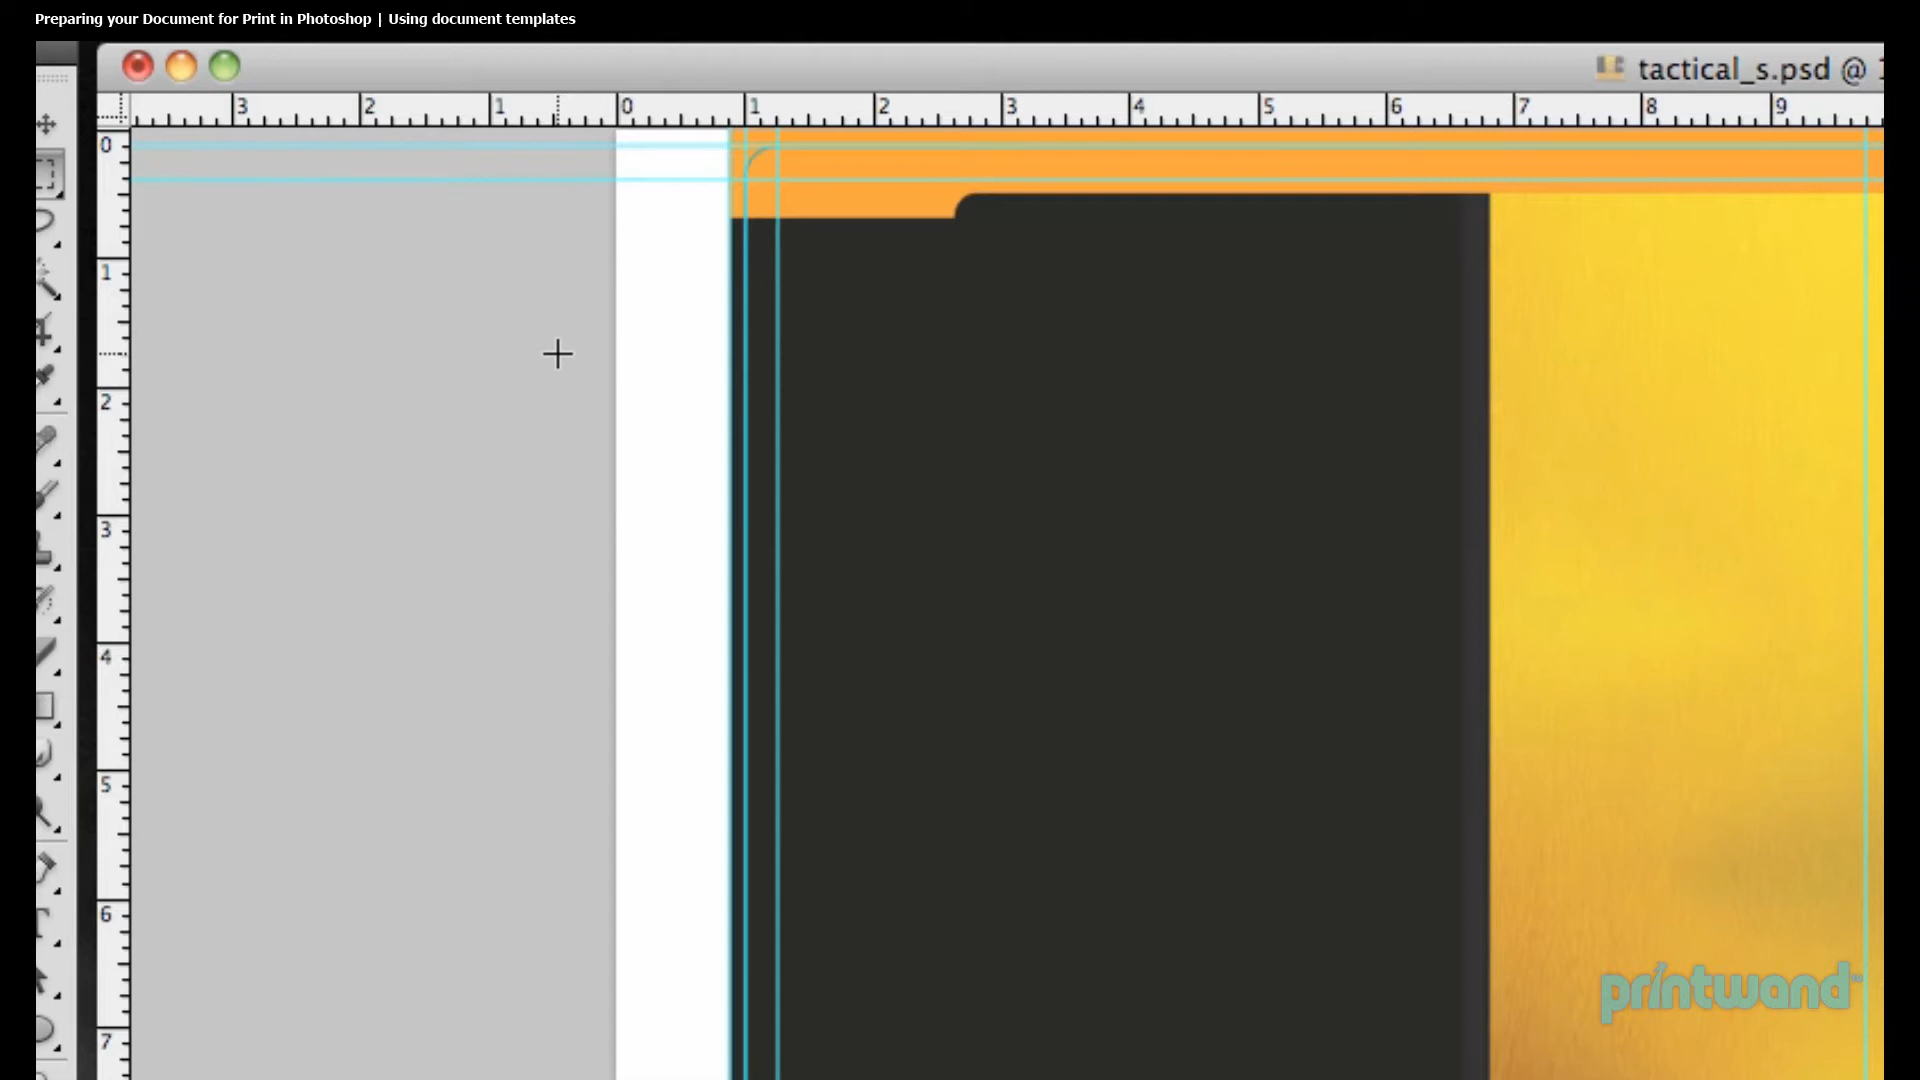 Preparing your Document for Print in Photoshop | Using document templates
tactical_s.psd @
3 2 1 0 1 2 3 4 5 6 7 8 9
0
1
2
3
4
5
6
7
printwand